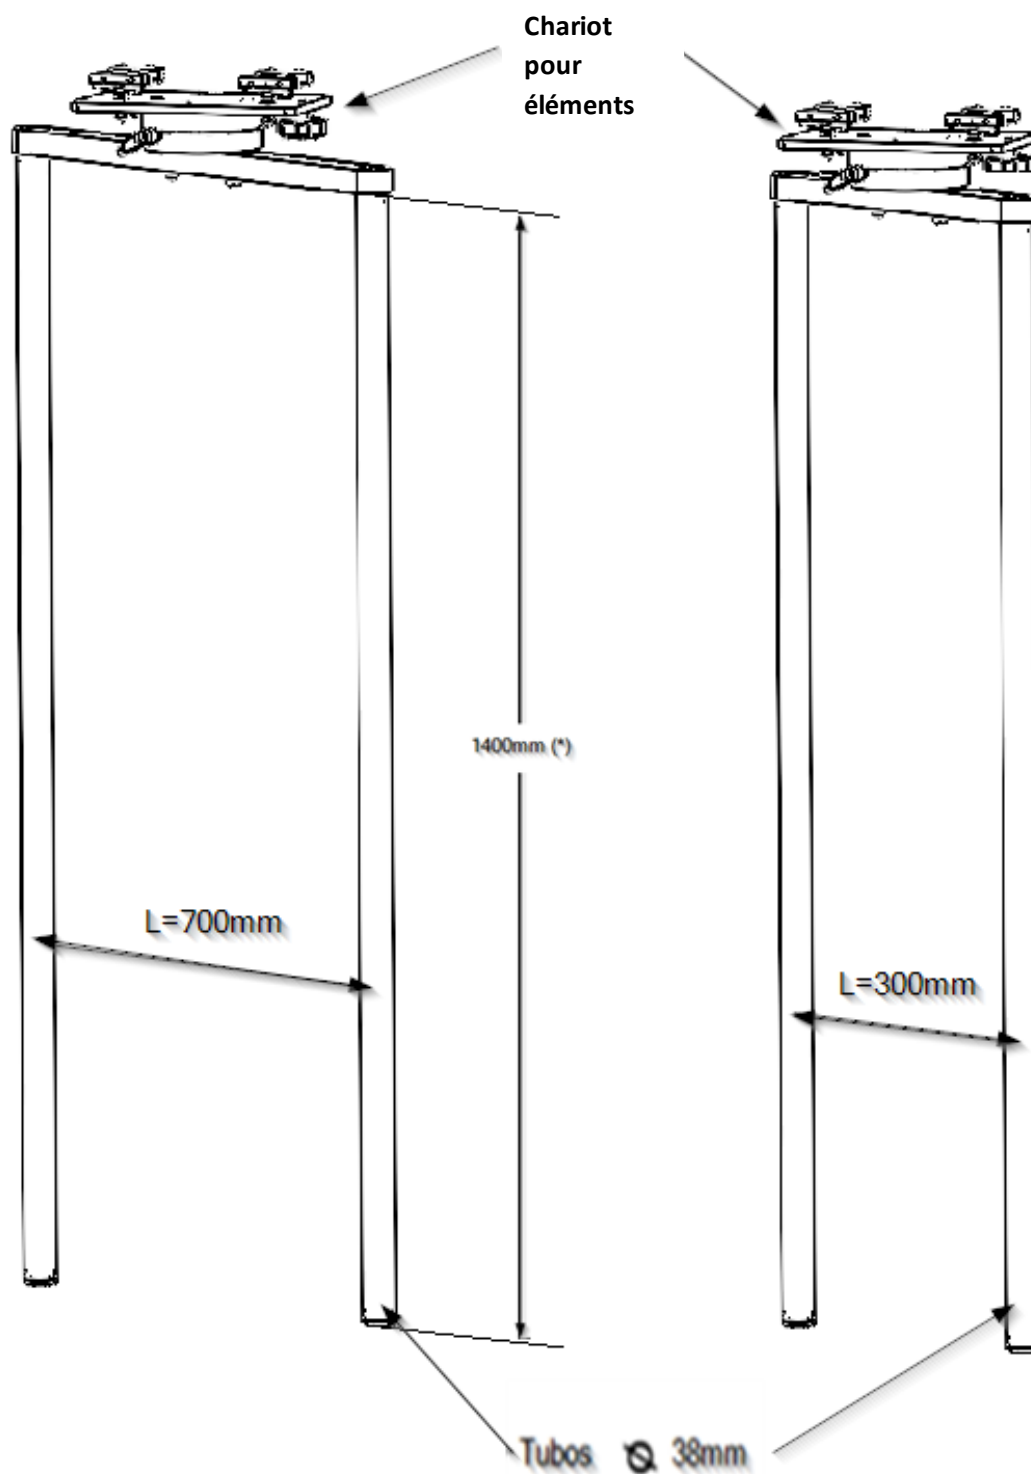 Chariot
pour
éléments
1400mm (*)
L=700mm
L=300mm
Tubos Ø 38mm